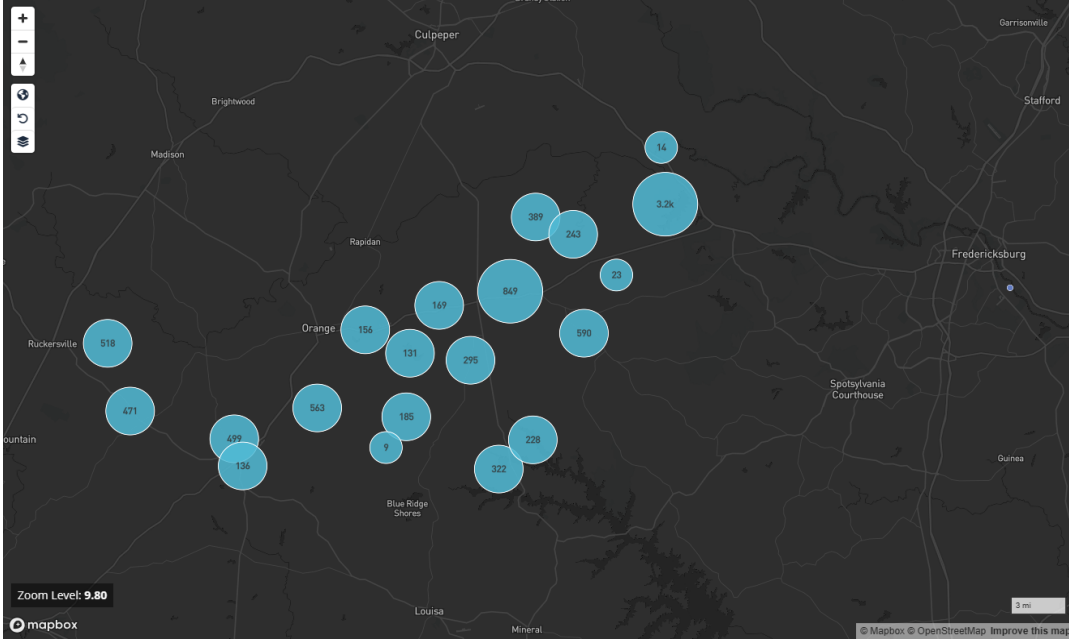 Garrisonville
Culpeper
Brightwood
Stafford
14
Madison
3.2k
389
243
Rapidan
Fredericksburg
23
849
169
Orange
156
590
Ruckersville
518
131
295
Spotsylvania
Courthouse
471
563
185
499
ountain
9
228
136
322
Guinea
Blue Ridge
Shores
Zoom Level: 9.80
3 mi
Louisa
mapbox
Mineral
© Mapbox © OpenStreetMap Improve this map